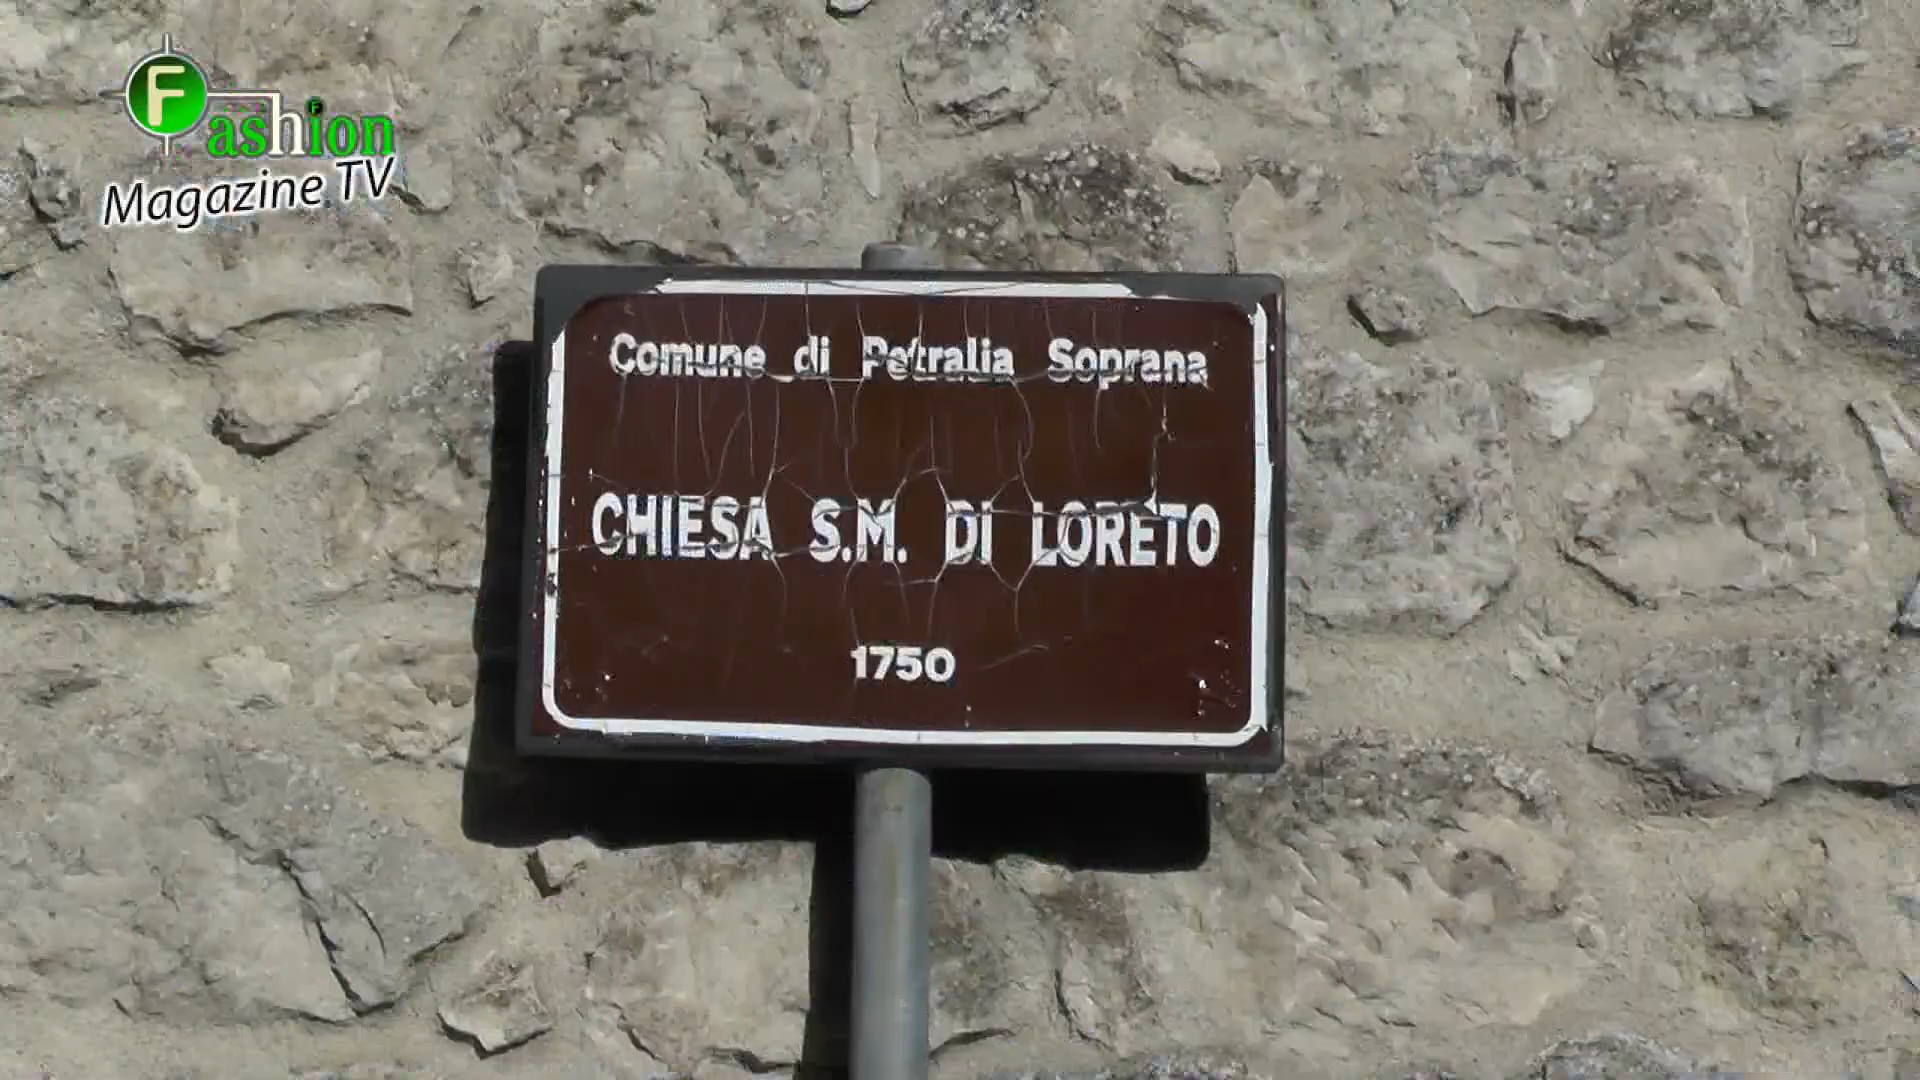 Fashion
Magazine TV
Comune di Petralia Soprana
CHIESA S.M. DI LORETO
1750